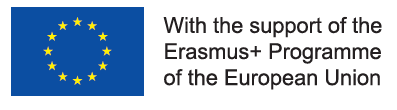 With the support of the
Erasmus+ Programme
of the European Union